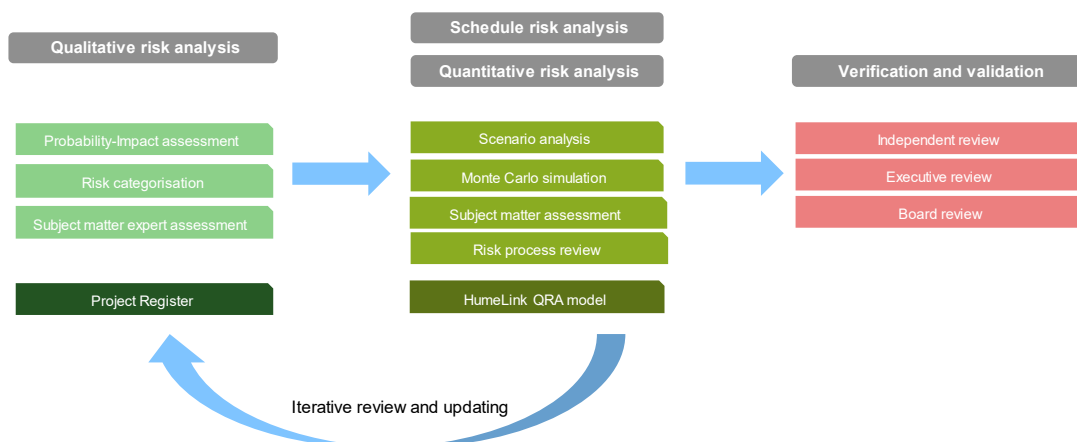 Qualitative risk analysis
Probability-Impact assessment
Risk categorisation
Subject matter expert assessment
Project Register
Schedule risk analysis
Quantitative risk analysis
Scenario analysis
Monte Carlo simulation
Subject matter assessment
Risk process review
HumeLink QRA model
Verification and validation
Independent review
Executive review
Board review
Iterative review and updating